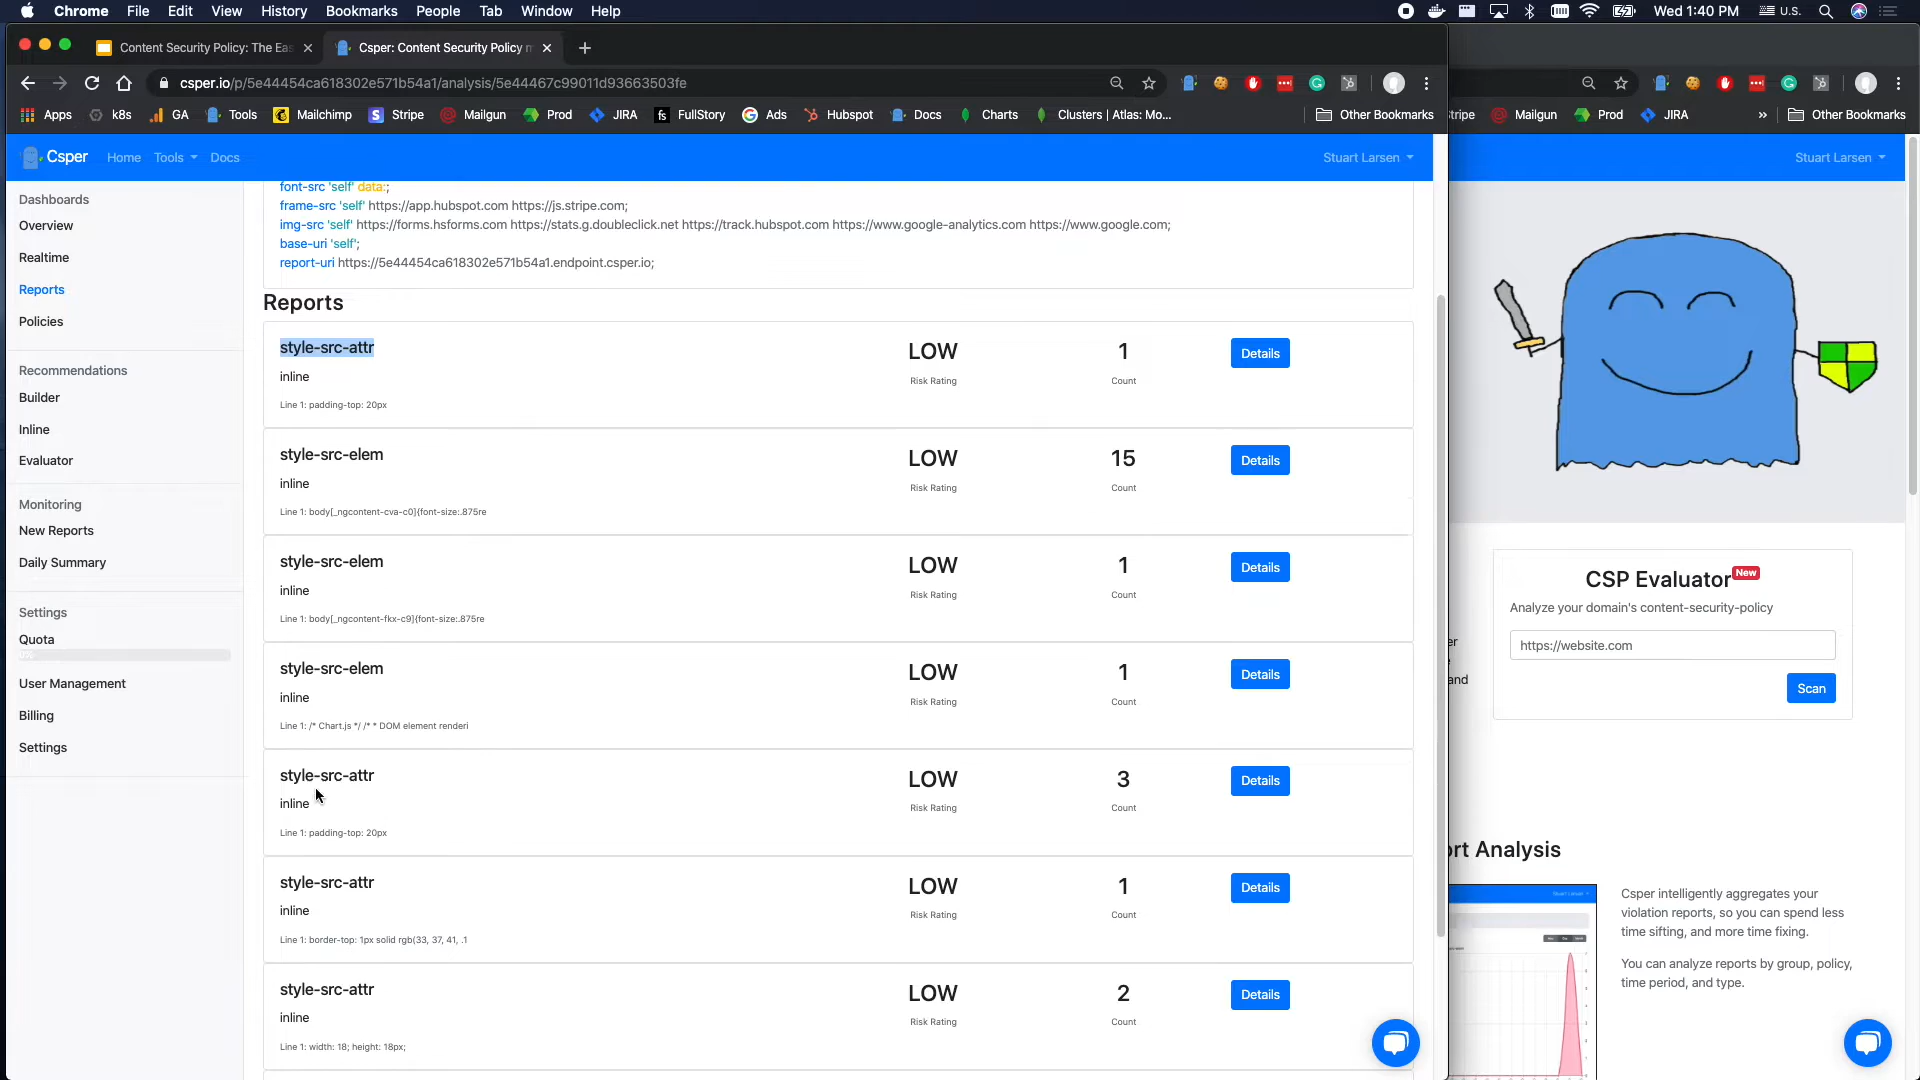 Chrome File Edit View History Bookmarks People Tab Window Help Wed 1:40 PM U.S.
Content Security Policy: The Eas Csper: Content Security Policy m
csper.io/p/5e44454ca618302e571b54a1/analysis/5e44467c99011d93663503fe
Apps k8s GA Tools Mailchimp Stripe Mailgun Prod JIRA FullStory Ads Hubspot Docs Charts Clusters | Atlas: Mo... Other Bookmarks
tripe Mailgun Prod JIRA » Other Bookmarks
Csper Home Tools Docs Stuart Larsen
Stuart Larsen
Dashboards
Overview
Realtime
Reports
Policies
Recommendations
Builder
Inline
Evaluator
Monitoring
New Reports
Daily Summary
Settings
Quota
User Management
Billing
Settings
font-src 'self' data:;
frame-src 'self' https://app.hubspot.com https://js.stripe.com;
img-src 'self' https://forms.hsforms.com https://stats.g.doubleclick.net https://track.hubspot.com https://www.google-analytics.com https://www.google.com;
base-uri 'self';
report-uri https://5e44454ca618302e571b54a1.endpoint.csper.io;
Reports
style-src-attr LOW 1 Details
inline Risk Rating Count
Line 1: padding-top: 20px
style-src-elem LOW 15 Details
inline Risk Rating Count
Line 1: body[_ngcontent-cva-c0]{font-size:.875re
style-src-elem LOW 1 Details
inline Risk Rating Count
Line 1: body[_ngcontent-fkx-c9]{font-size:.875re
style-src-elem LOW 1 Details
inline Risk Rating Count
Line 1: /* Chart.js */ /* * DOM element renderi
style-src-attr LOW 3 Details
inline Risk Rating Count
Line 1: padding-top: 20px
style-src-attr LOW 1 Details
inline Risk Rating Count
Line 1: border-top: 1px solid rgb(33, 37, 41, .1
style-src-attr LOW 2 Details
inline Risk Rating Count
Line 1: width: 18; height: 18px;
er
and
CSP Evaluator New
Analyze your domain's content-security-policy
https://website.com
Scan
rt Analysis
Csper intelligently aggregates your
violation reports, so you can spend less
time sifting, and more time fixing.
You can analyze reports by group, policy,
time period, and type.